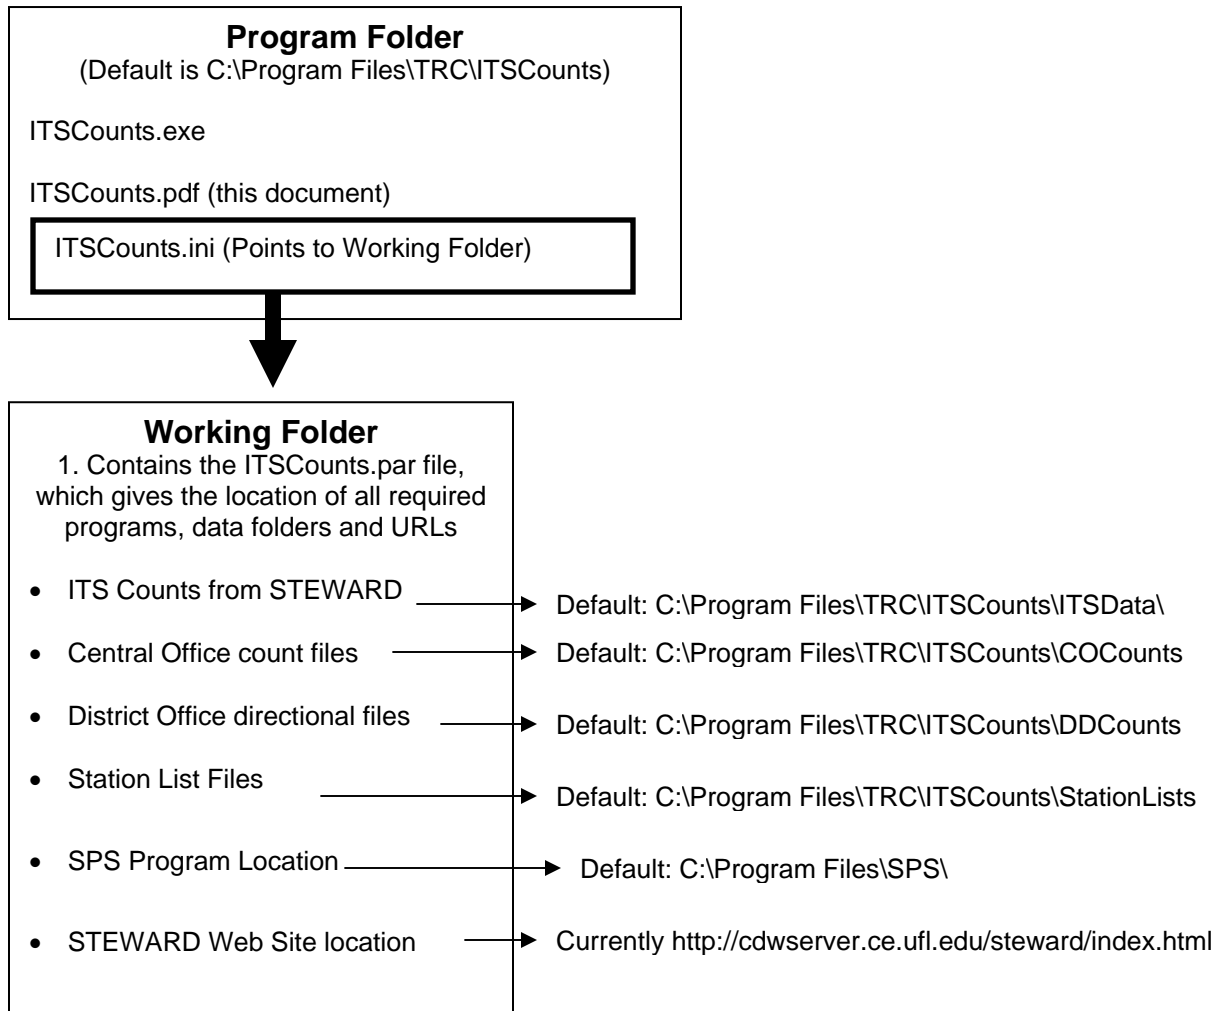 Program Folder
(Default is C:\Program Files\TRC\ITSCounts)
ITSCounts.exe
ITSCounts.pdf (this document)
ITSCounts.ini (Points to Working Folder)
Working Folder
1. Contains the ITSCounts.par file,
which gives the location of all required
programs, data folders and URLs
• ITS Counts from STEWARD
Default: C:\Program Files\TRC\ITSCounts\ITSData\
• Central Office count files
Default: C:\Program Files\TRC\ITSCounts\COCounts
• District Office directional files
Default: C:\Program Files\TRC\ITSCounts\DDCounts
• Station List Files
Default: C:\Program Files\TRC\ITSCounts\StationLists
• SPS Program Location
Default: C:\Program Files\SPS\
• STEWARD Web Site location
Currently http://cdwserver.ce.ufl.edu/steward/index.html